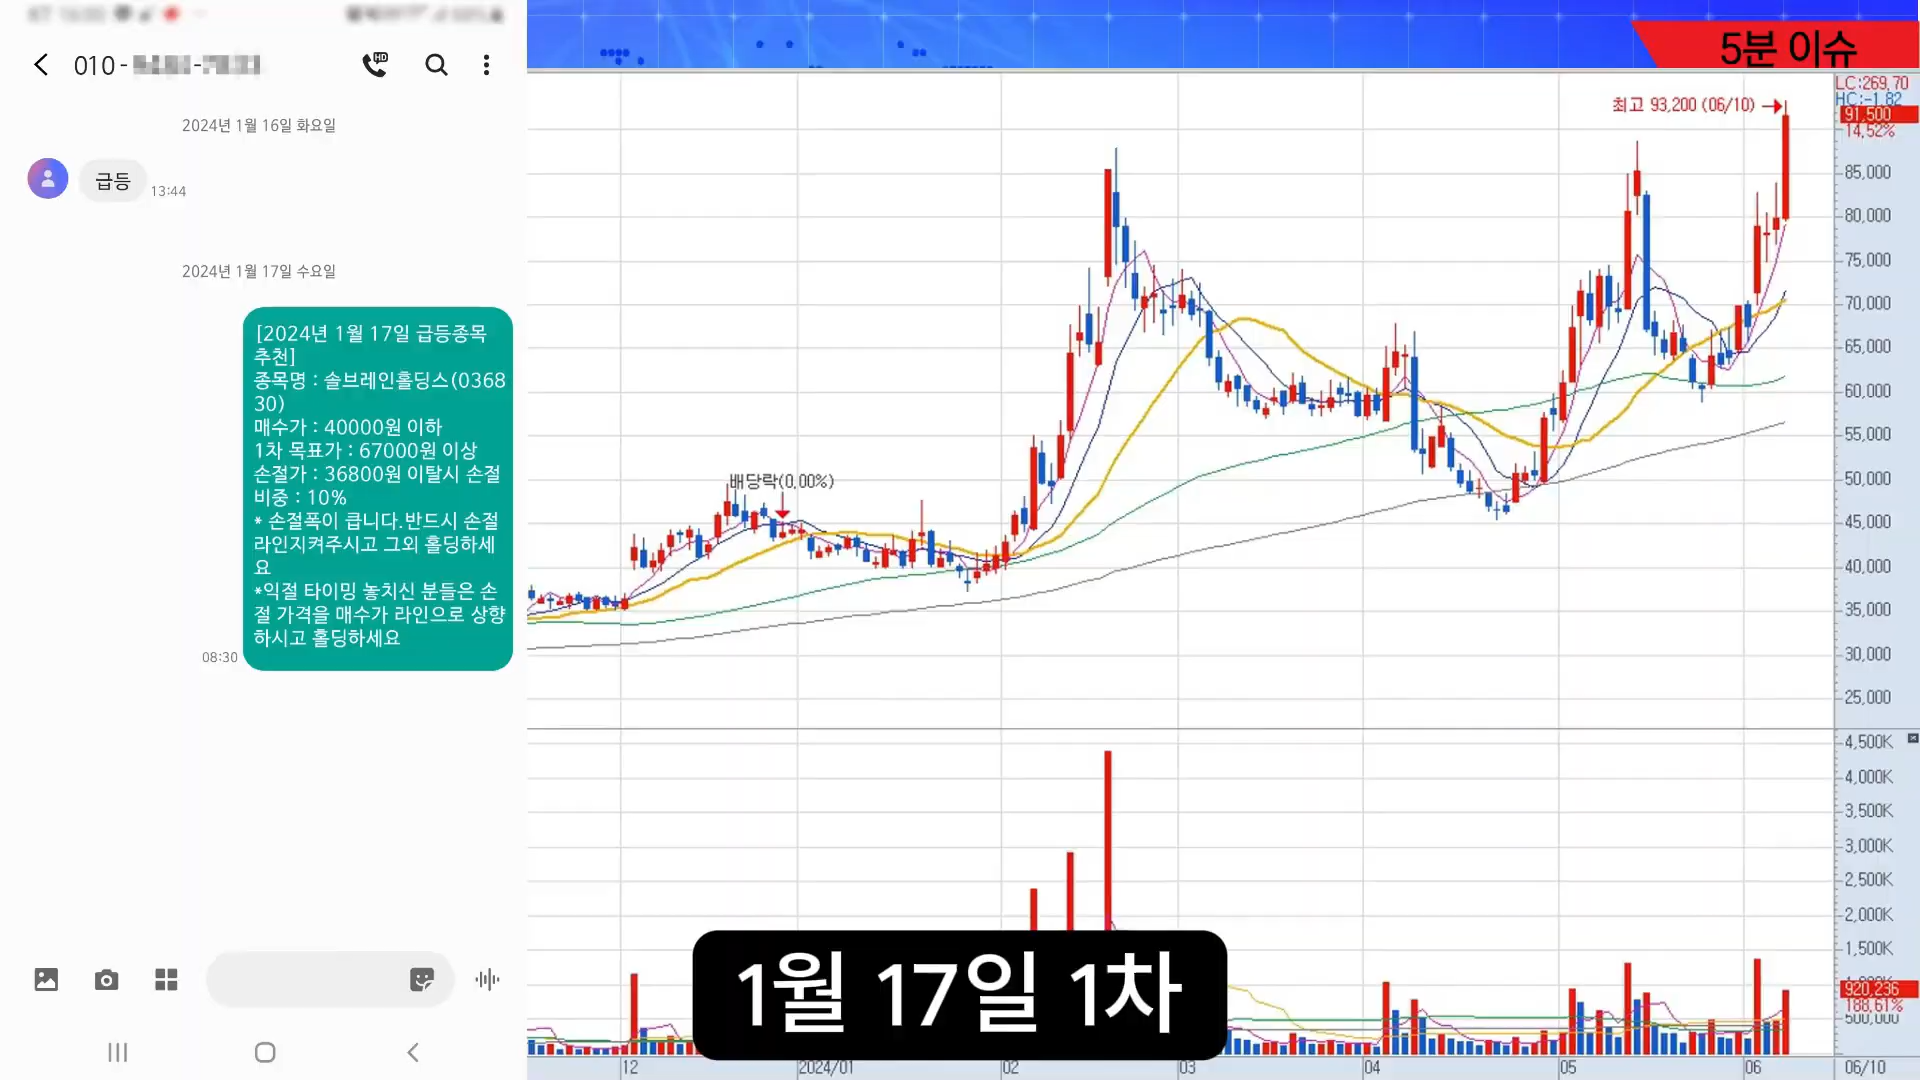 010 -
2024년 1월 16일 화요일
급등
13:44
2024년 1월 17일 수요일
[2024년 1월 17일 급등종목
추천]
종목명 : 솔브레인홀딩스(0368
30)
매수가 : 40000원 이하
1차 목표가 : 67000원 이상
손절가 : 36800원 이탈시 손절
비중 : 10%
* 손절폭이 큽니다.반드시 손절
라인지켜주시고 그외 홀딩하세
요
*익절 타이밍 놓치신 분들은 손
절 가격을 매수가 라인으로 상향
하시고 홀딩하세요
08:30
5분 이슈
최고 93,200 (06/10)
LC:269.70
HC:-1.82
91,500
14.52%
85,000
80,000
75,000
70,000
65,000
60,000
55,000
50,000
45,000
40,000
35,000
30,000
25,000
배당락(0.00%)
4,500K
4,000K
3,500K
3,000K
2,500K
2,000K
1,500K
920,236
188.61%
500,000
12
2024/01
02
03
04
05
06
06/10
1월 17일 1차